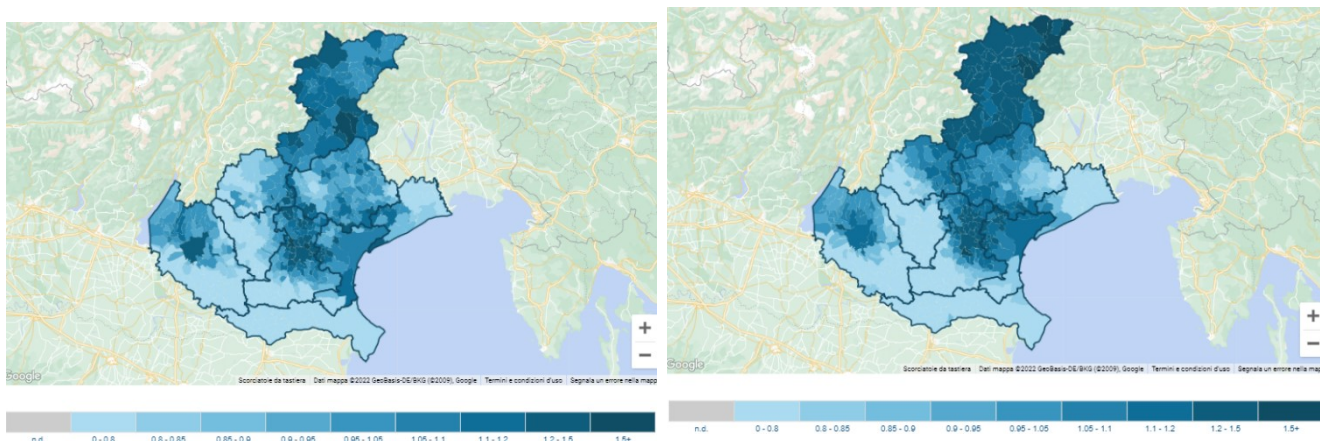 +
−
Google
Scorciatoie da tastiera Dati mappa ©2022 GeoBasis-DE/BKG (©2009), Google Termini e condizioni d'uso Segnala un errore nella mapp
n.d. 0 - 0.8 0.8 - 0.85 0.85 - 0.9 0.9 - 0.95 0.95 - 1.05 1.05 - 1.1 1.1 - 1.2 1.2 - 1.5 1.5+
+
−
Google
Scorciatoie da tastiera Dati mappa ©2022 GeoBasis-DE/BKG (©2009), Google Termini e condizioni d'uso Segnala un errore nella mapp
n.d. 0 - 0.8 0.8 - 0.85 0.85 - 0.9 0.9 - 0.95 0.95 - 1.05 1.05 - 1.1 1.1 - 1.2 1.2 - 1.5 1.5+